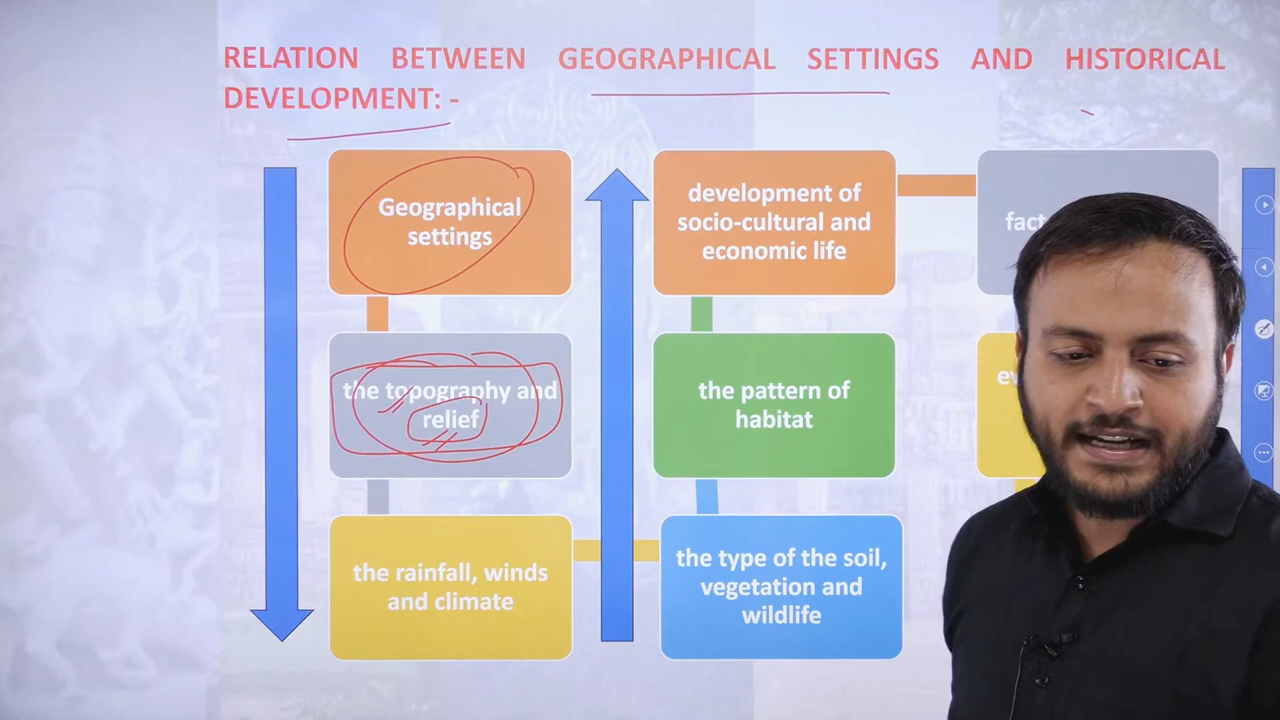 RELATION BETWEEN GEOGRAPHICAL SETTINGS AND HISTORICAL
DEVELOPMENT: -
Geographical
settings
the topography and
relief
the rainfall, winds
and climate
development of
socio-cultural and
economic life
the pattern of
habitat
the type of the soil,
vegetation and
wildlife